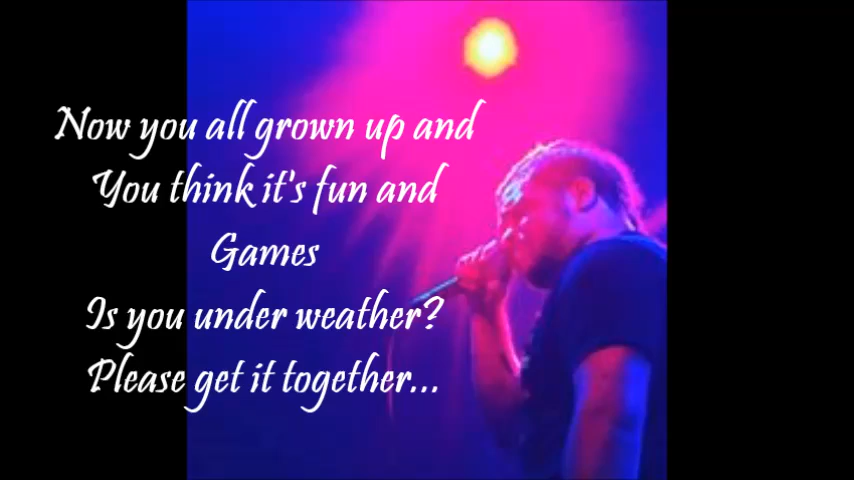 Now you all grown up and
You think it's fun and
Games
Is you under weather?
Please get it together...